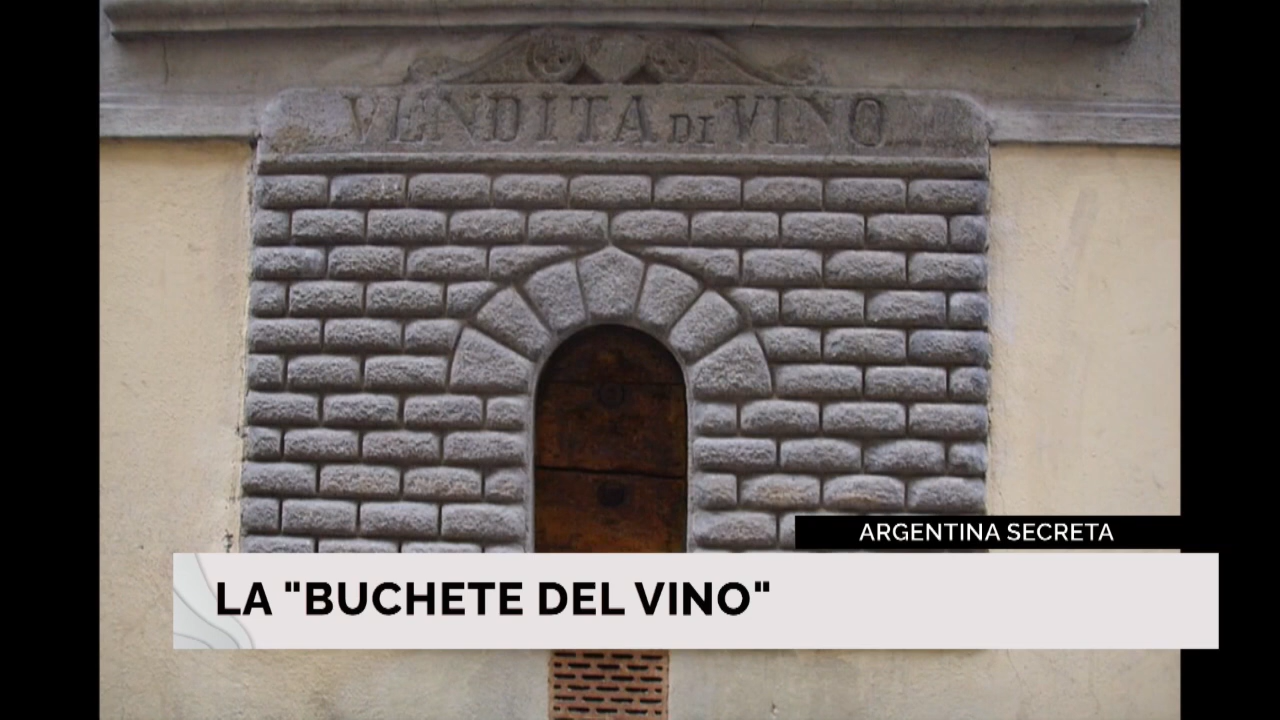 VENDITA DI VINO
ARGENTINA SECRETA
LA "BUCHETE DEL VINO"